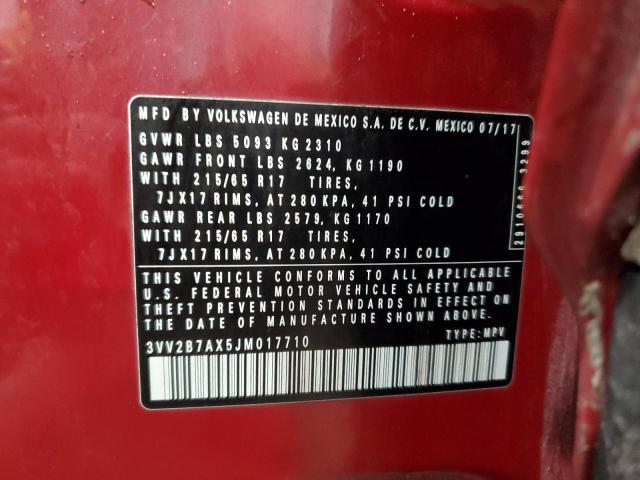 MFD BY VOLKSWAGEN DE MEXICO S.A. DE C.V. MEXICO 07/17
GVWR LBS 5093 KG 2310
GAWR FRONT LBS 2624, KG 1190
WITH 215/65 R17 TIRES,
7JX17 RIMS, AT 280 KPA, 41 PSI COLD
GAWR REAR LBS 2579, KG 1170
WITH 215/65 R17 TIRES,
7JX17 RIMS, AT 280 KPA, 41 PSI COLD
THIS VEHICLE CONFORMS TO ALL APPLICABLE
U.S. FEDERAL MOTOR VEHICLE SAFETY AND
THEFT PREVENTION STANDARDS IN EFFECT ON
THE DATE OF MANUFACTURE SHOWN ABOVE.
3VV2B7AX5JM017710 TYPE: MPV
2910666 3299